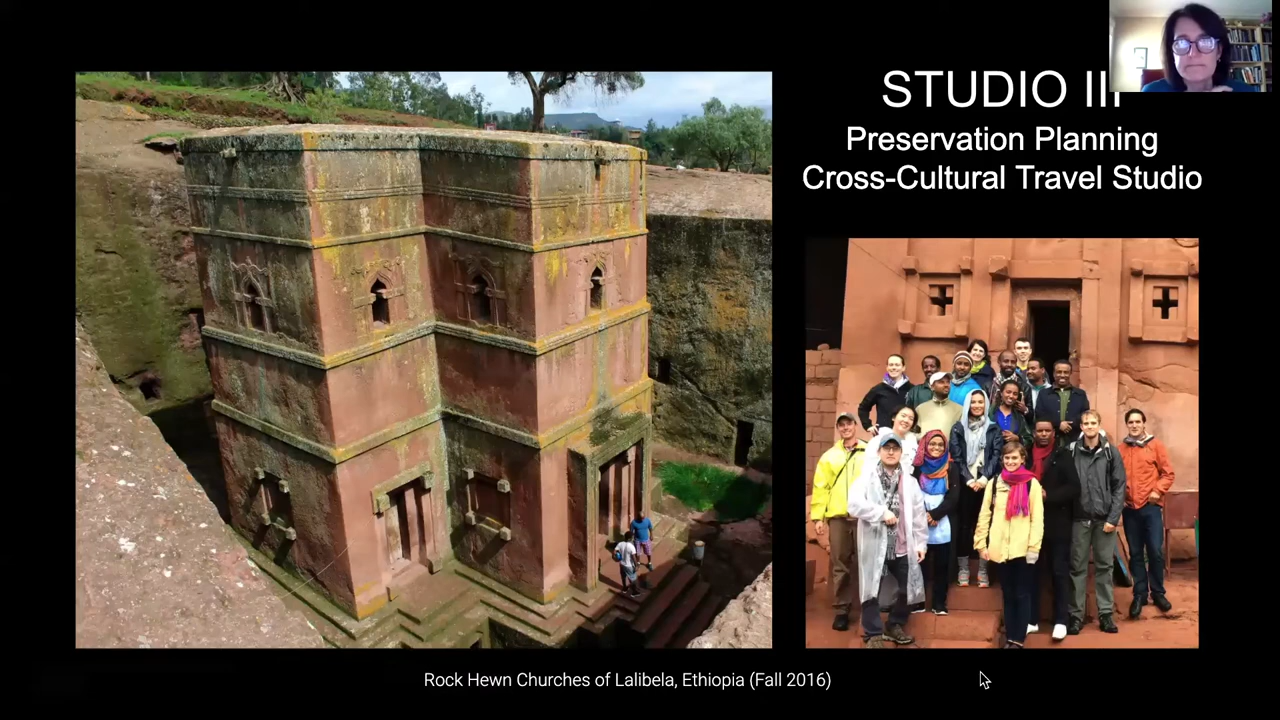 STUDIO III
Preservation Planning
Cross-Cultural Travel Studio
Rock Hewn Churches of Lalibela, Ethiopia (Fall 2016)